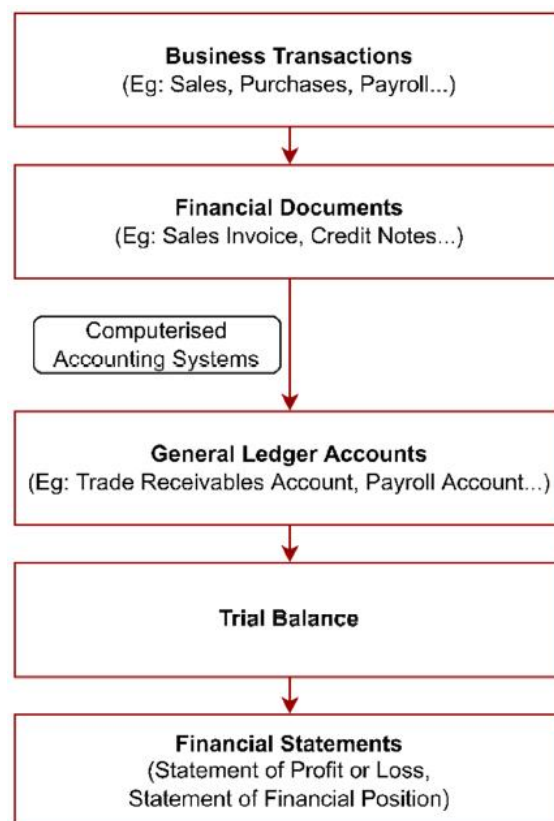 Business Transactions
(Eg: Sales, Purchases, Payroll...)
Financial Documents
(Eg: Sales Invoice, Credit Notes...)
Computerised
Accounting Systems
General Ledger Accounts
(Eg: Trade Receivables Account, Payroll Account...)
Trial Balance
Financial Statements
(Statement of Profit or Loss,
Statement of Financial Position)